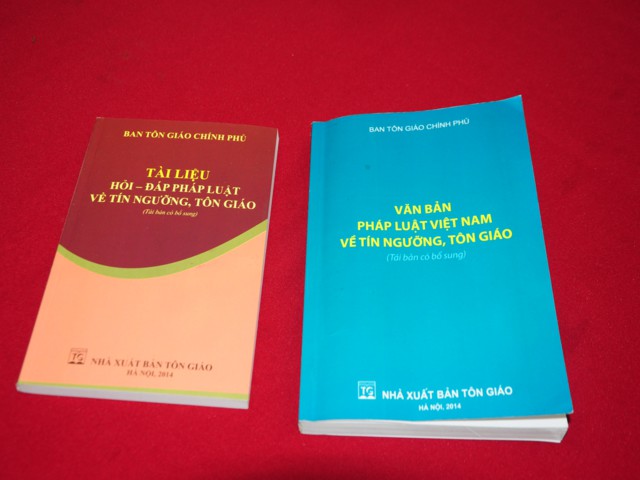 BAN TÔN GIÁO CHÍNH PHỦ
TÀI LIỆU
HỎI – ĐÁP PHÁP LUẬT
VỀ TÍN NGƯỠNG, TÔN GIÁO
(Tái bản có bổ sung)
TG
NHÀ XUẤT BẢN TÔN GIÁO
HÀ NỘI, 2014
BAN TÔN GIÁO CHÍNH PHỦ
VĂN BẢN
PHÁP LUẬT VIỆT NAM
VỀ TÍN NGƯỠNG, TÔN GIÁO
(Tái bản có bổ sung)
TG
NHÀ XUẤT BẢN TÔN GIÁO
HÀ NỘI, 2014